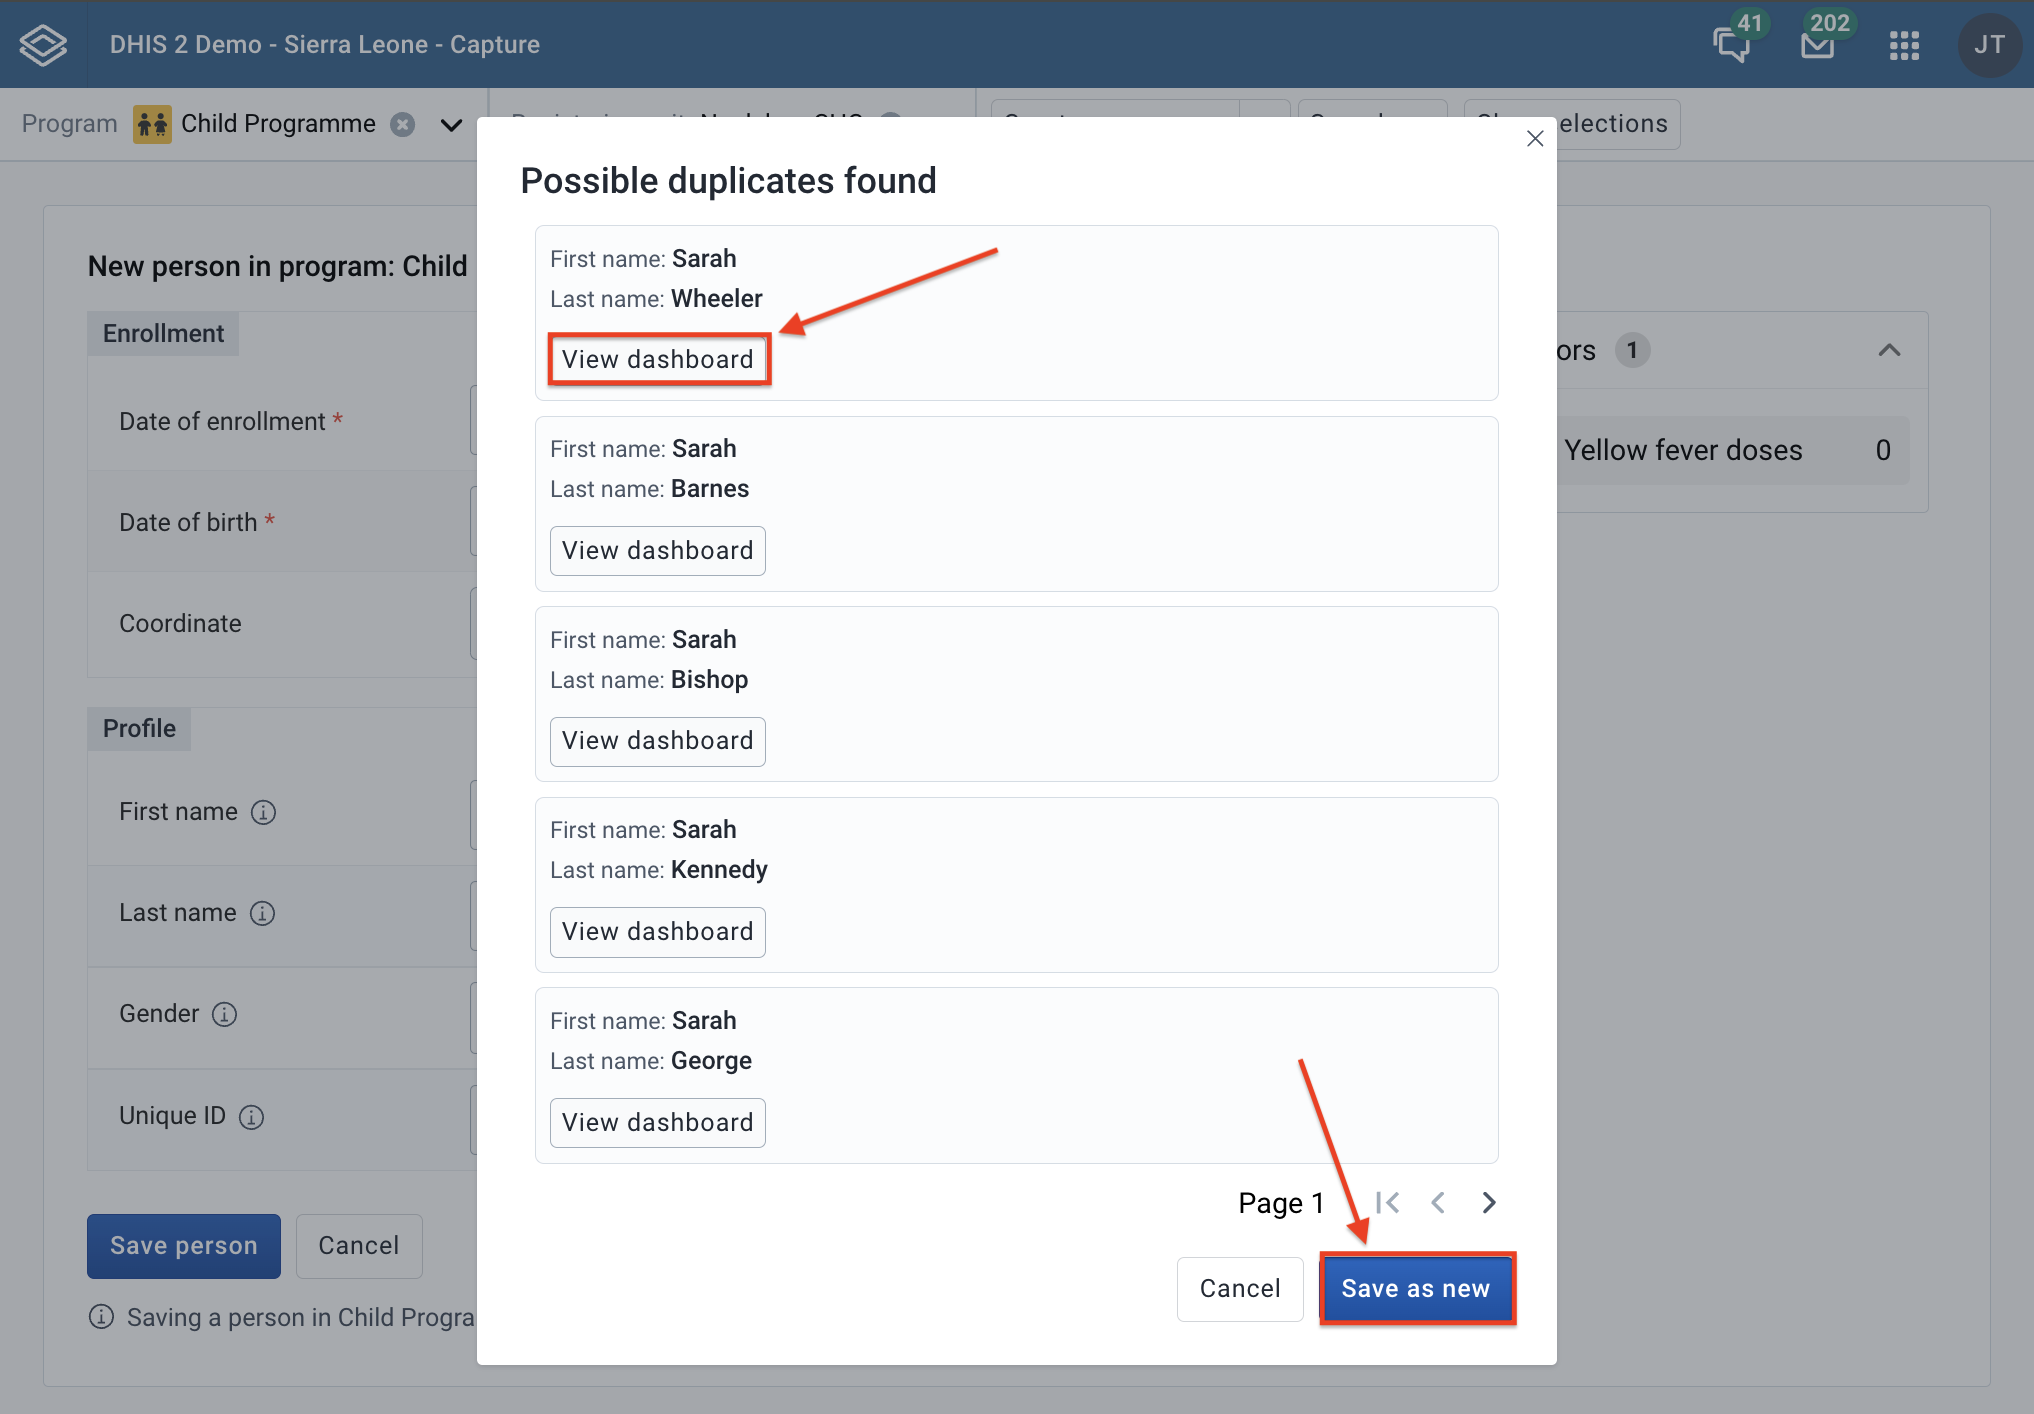 DHIS 2 Demo - Sierra Leone - Capture
41
202
JT
Program Child Programme
elections
Possible duplicates found
New person in program: Child
First name: Sarah
Last name: Wheeler
View dashboard
Enrollment
ors 1
Date of enrollment *
Yellow fever doses 0
First name: Sarah
Last name: Barnes
View dashboard
Date of birth *
Coordinate
First name: Sarah
Last name: Bishop
View dashboard
Profile
First name
First name: Sarah
Last name: Kennedy
View dashboard
Last name
Gender
First name: Sarah
Last name: George
View dashboard
Unique ID
Page 1
Save person
Cancel
Cancel
Save as new
Saving a person in Child Progra